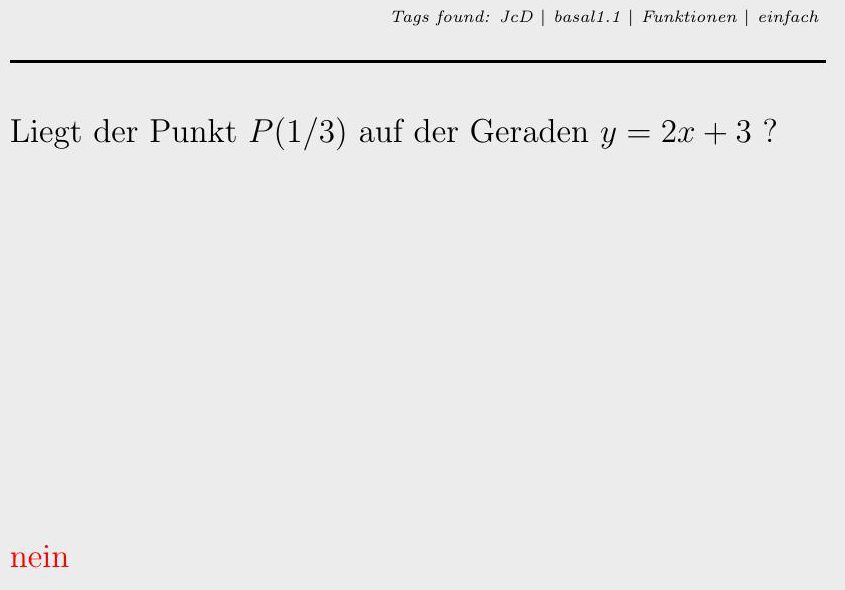 Tags found: JcD | basal1.1 | Funktionen | einfach
Liegt der Punkt P(1/3) auf der Geraden y = 2x + 3 ?
nein